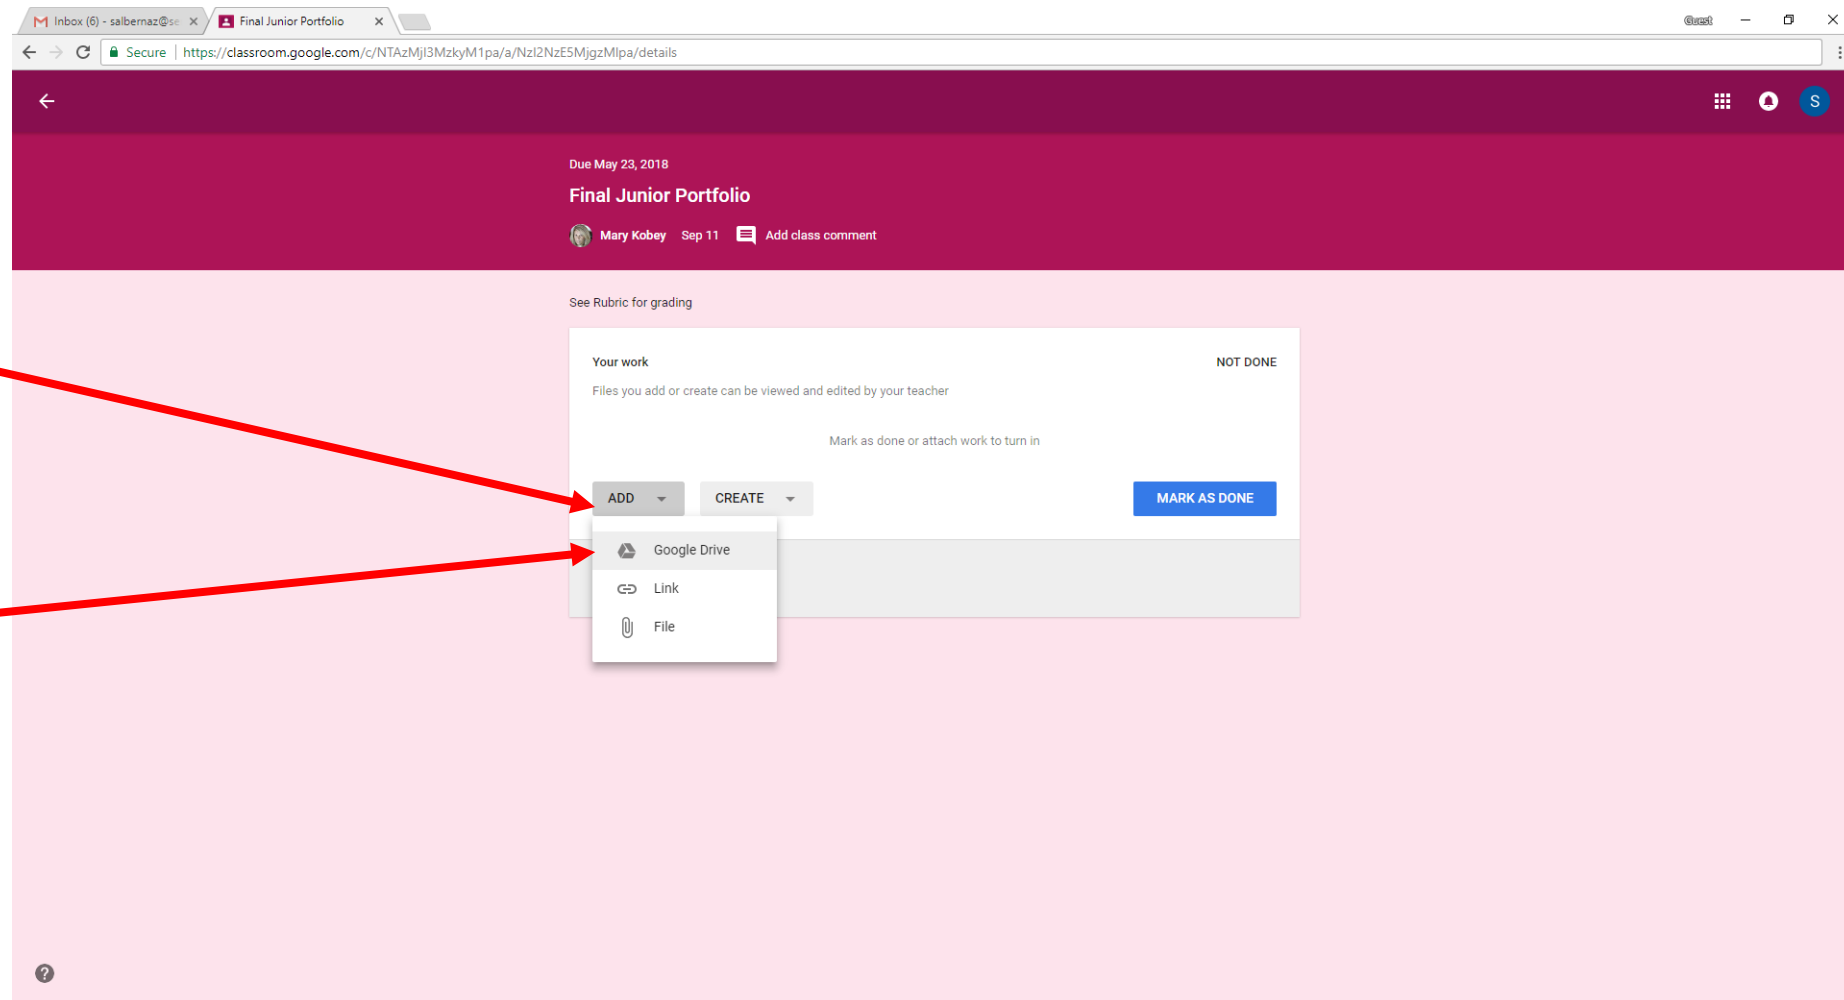 Inbox (6) - salbernaz@se
Final Junior Portfolio
Guest
Secure | https://classroom.google.com/c/NTAzMjI3MzkyM1pa/a/NzI2NzE5MjgzMlpa/details
S
Due May 23, 2018
Final Junior Portfolio
Mary Kobey Sep 11 Add class comment
See Rubric for grading
Your work NOT DONE
Files you add or create can be viewed and edited by your teacher
Mark as done or attach work to turn in
ADD CREATE MARK AS DONE
Google Drive
Link
File